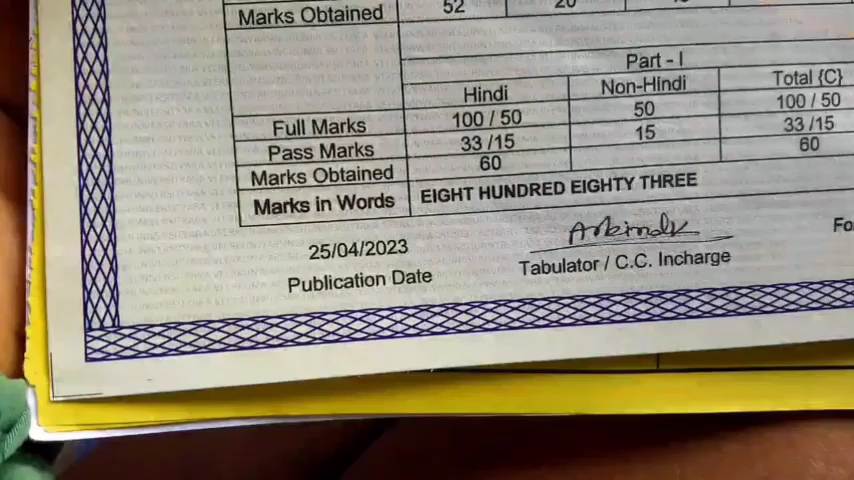 Marks Obtained 52 20
Part - I
Hindi Non-Hindi Total {C}
Full Marks 100 / 50 50 100 / 50
Pass Marks 33 /15 15 33 /15
Marks Obtained 60 60
Marks in Words EIGHT HUNDRED EIGHTY THREE
25/04/2023
Publication Date
Tabulator / C.C. Incharge